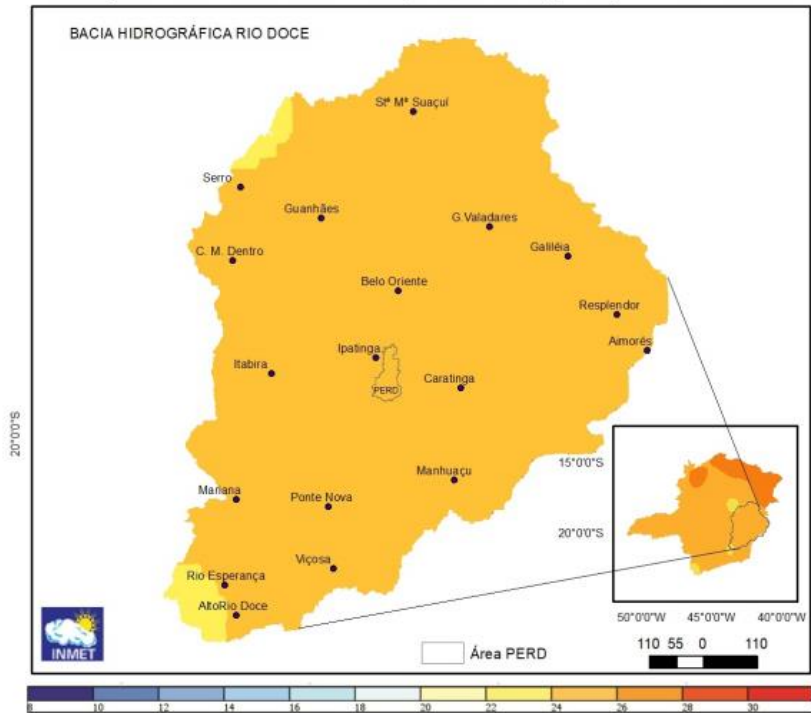 BACIA HIDROGRÁFICA RIO DOCE
Stª Mª Suaçuí
Serro
Guanhães
G.Valadares
C. M. Dentro
Galiléia
Belo Oriente
Resplendor
Ipatinga
Aimorés
Itabira
PERD
Caratinga
20°0'0"S
15°0'0"S
Manhuaçu
Mariana
Ponte Nova
20°0'0"S
Viçosa
Rio Esperança
AltoRio Doce
50°0'0"W 45°0'0"W 40°0'0"W
INMET
Área PERD
110 55 0 110
8 10 12 14 16 18 20 22 24 26 28 30